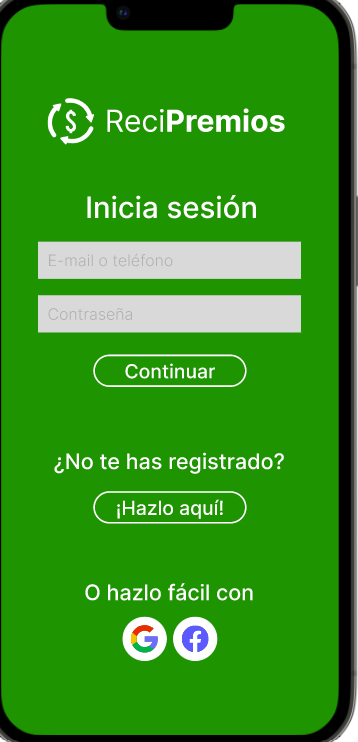 ReciPremios
Inicia sesión
E-mail o teléfono
Contraseña
Continuar
¿No te has registrado?
¡Hazlo aquí!
O hazlo fácil con